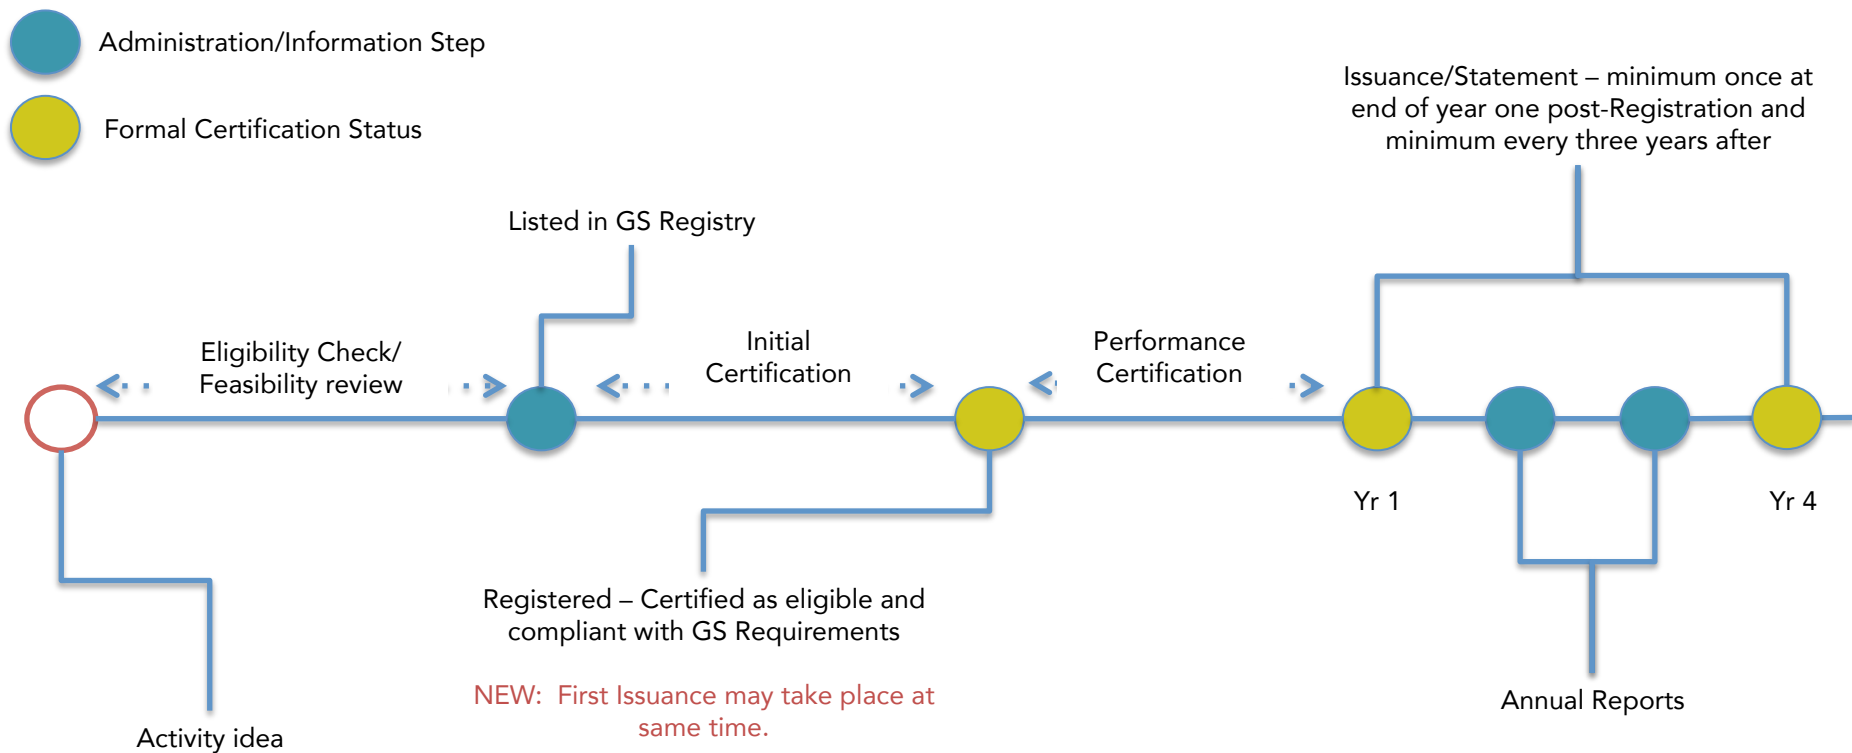 Administration/Information Step
Formal Certification Status
Issuance/Statement – minimum once at
end of year one post-Registration and
minimum every three years after
Listed in GS Registry
Eligibility Check/
Feasibility review
Initial
Certification
Performance
Certification
Yr 1
Yr 4
Registered – Certified as eligible and
compliant with GS Requirements
NEW: First Issuance may take place at
same time.
Annual Reports
Activity idea